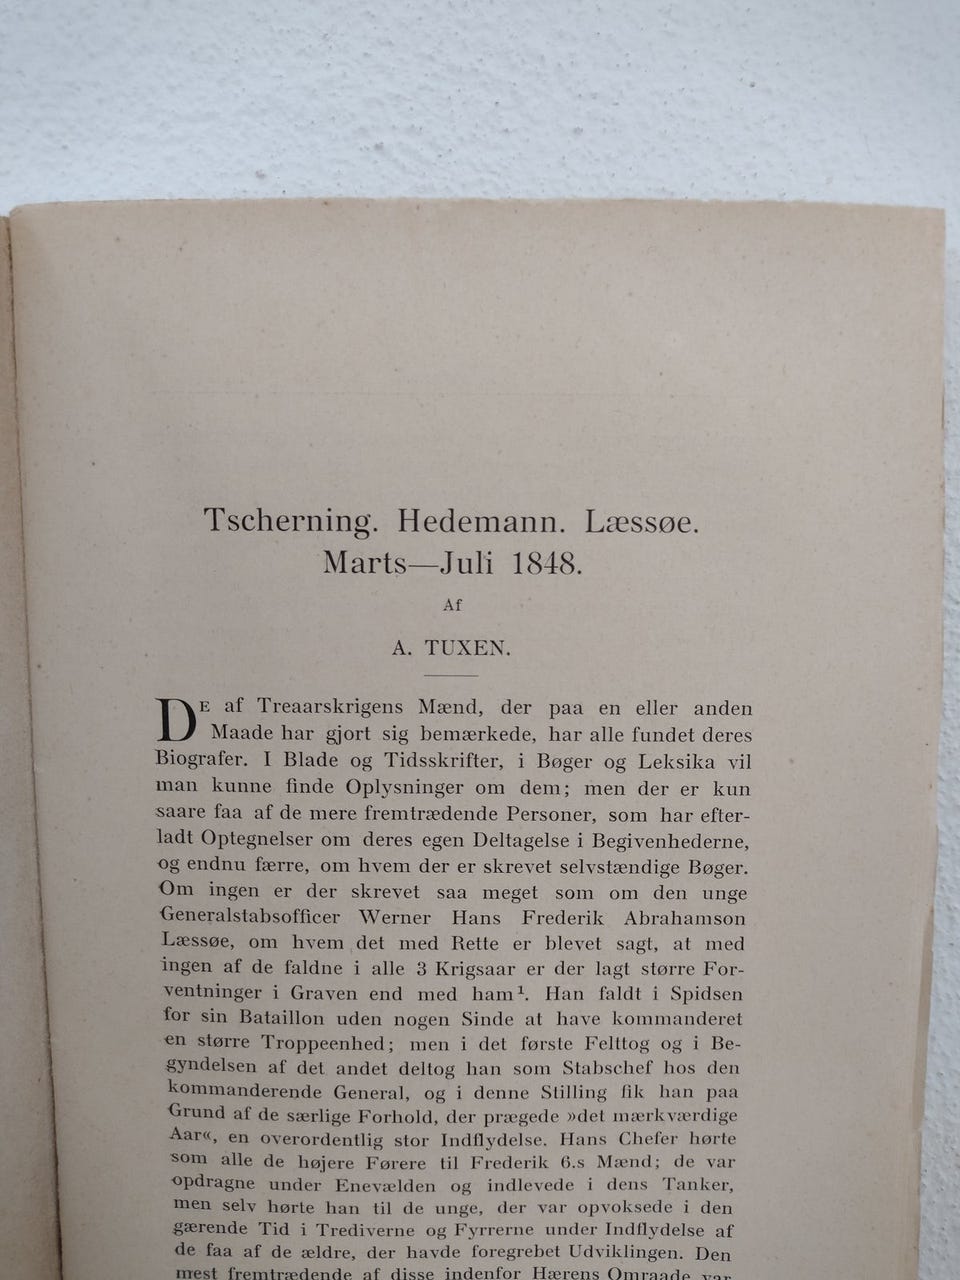 Tscherning. Hedemann. Læssøe.
Marts—Juli 1848.
Af
A. TUXEN.
DE af Treaarskrigens Mænd, der paa en eller anden
Maade har gjort sig bemærkede, har alle fundet deres
Biografer. I Blade og Tidsskrifter, i Bøger og Leksika vil
man kunne finde Oplysninger om dem; men der er kun
saare faa af de mere fremtrædende Personer, som har efter-
ladt Optegnelser om deres egen Deltagelse i Begivenhederne,
og endnu færre, om hvem der er skrevet selvstændige Bøger.
Om ingen er der skrevet saa meget som om den unge
Generalstabsofficer Werner Hans Frederik Abrahamson
Læssøe, om hvem det med Rette er blevet sagt, at med
ingen af de faldne i alle 3 Krigsaar er der lagt større For-
ventninger i Graven end med ham¹. Han faldt i Spidsen
for sin Bataillon uden nogen Sinde at have kommanderet
en større Troppeenhed; men i det første Felttog og i Be-
gyndelsen af det andet deltog han som Stabschef hos den
kommanderende General, og i denne Stilling fik han paa
Grund af de særlige Forhold, der prægede »det mærkværdige
Aar«, en overordentlig stor Indflydelse. Hans Chefer hørte
som alle de højere Førere til Frederik 6.s Mænd; de var
opdragne under Enevælden og indlevede i dens Tanker,
men selv hørte han til de unge, der var opvoksede i den
gærende Tid i Trediverne og Fyrrerne under Indflydelse af
de faa af de ældre, der havde foregrebet Udviklingen. Den
mest fremtrædende af disse indenfor Hærens Omraade var